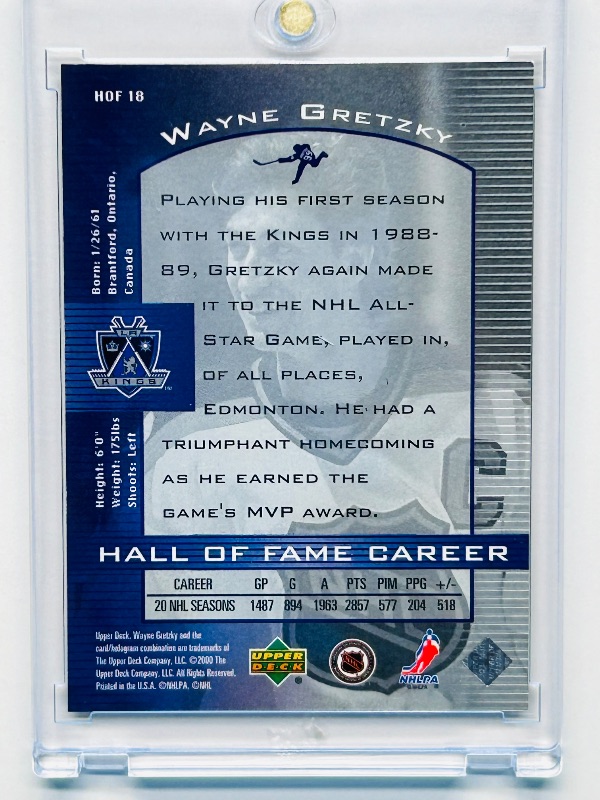 HOF 18
WAYNE GRETZKY
Born: 1/26/61
Brantford, Ontario,
Canada
LA
KINGS
Height: 6'0"
Weight: 175lbs
Shoots: Left
PLAYING HIS FIRST SEASON
WITH THE KINGS IN 1988-
89, GRETZKY AGAIN MADE
IT TO THE NHL ALL-
STAR GAME, PLAYED IN,
OF ALL PLACES,
EDMONTON. HE HAD A
TRIUMPHANT HOMECOMING
AS HE EARNED THE
GAME'S MVP AWARD.
HALL OF FAME CAREER
CAREER GP G A PTS PIM PPG +/-
20 NHL SEASONS 1487 894 1963 2857 577 204 518
Upper Deck, Wayne Gretzky and the
card/hologram combination are trademarks of
The Upper Deck Company, LLC. ©2000 The
Upper Deck Company, LLC. All Rights Reserved.
Printed in the U.S.A. ©NHLPA. ©NHL
UPPER
DECK
NHLPA